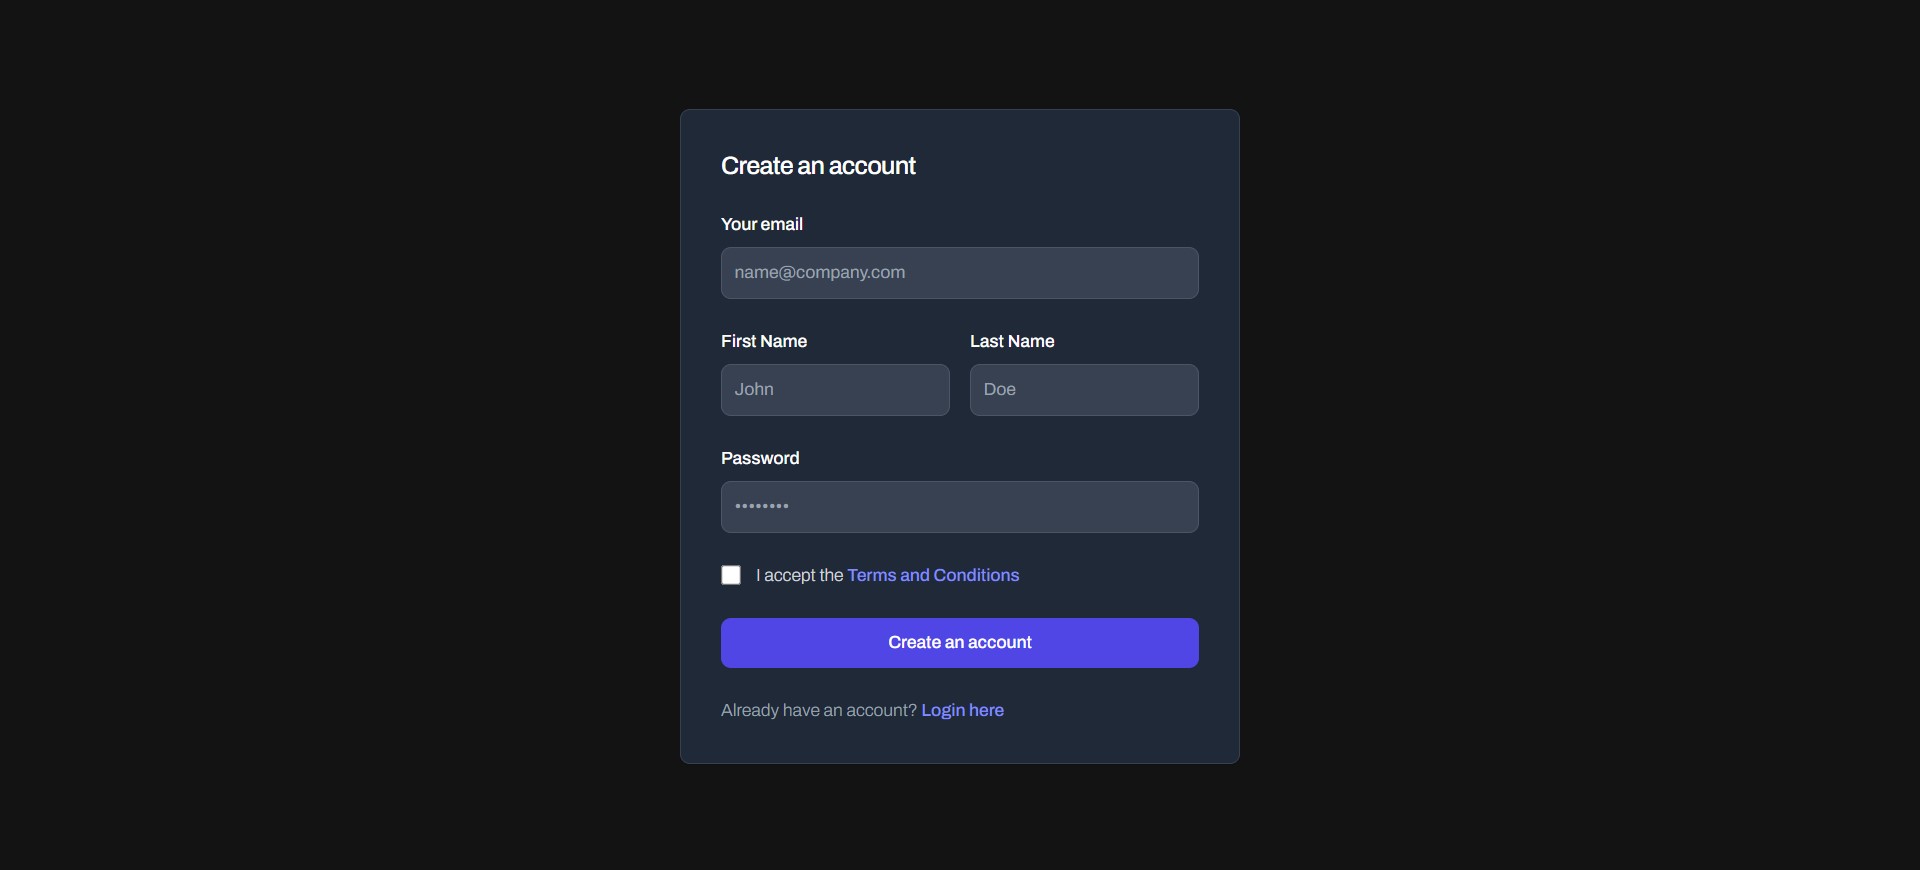 Create an account
Your email
name@company.com
First Name Last Name
John Doe
Password
••••••••
I accept the Terms and Conditions
Create an account
Already have an account? Login here